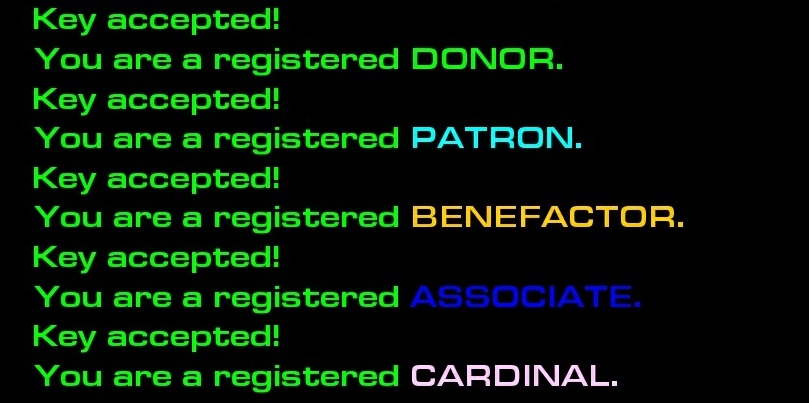 Key accepted!
You are a registered DONOR.
Key accepted!
You are a registered PATRON.
Key accepted!
You are a registered BENEFACTOR.
Key accepted!
You are a registered ASSOCIATE.
Key accepted!
You are a registered CARDINAL.